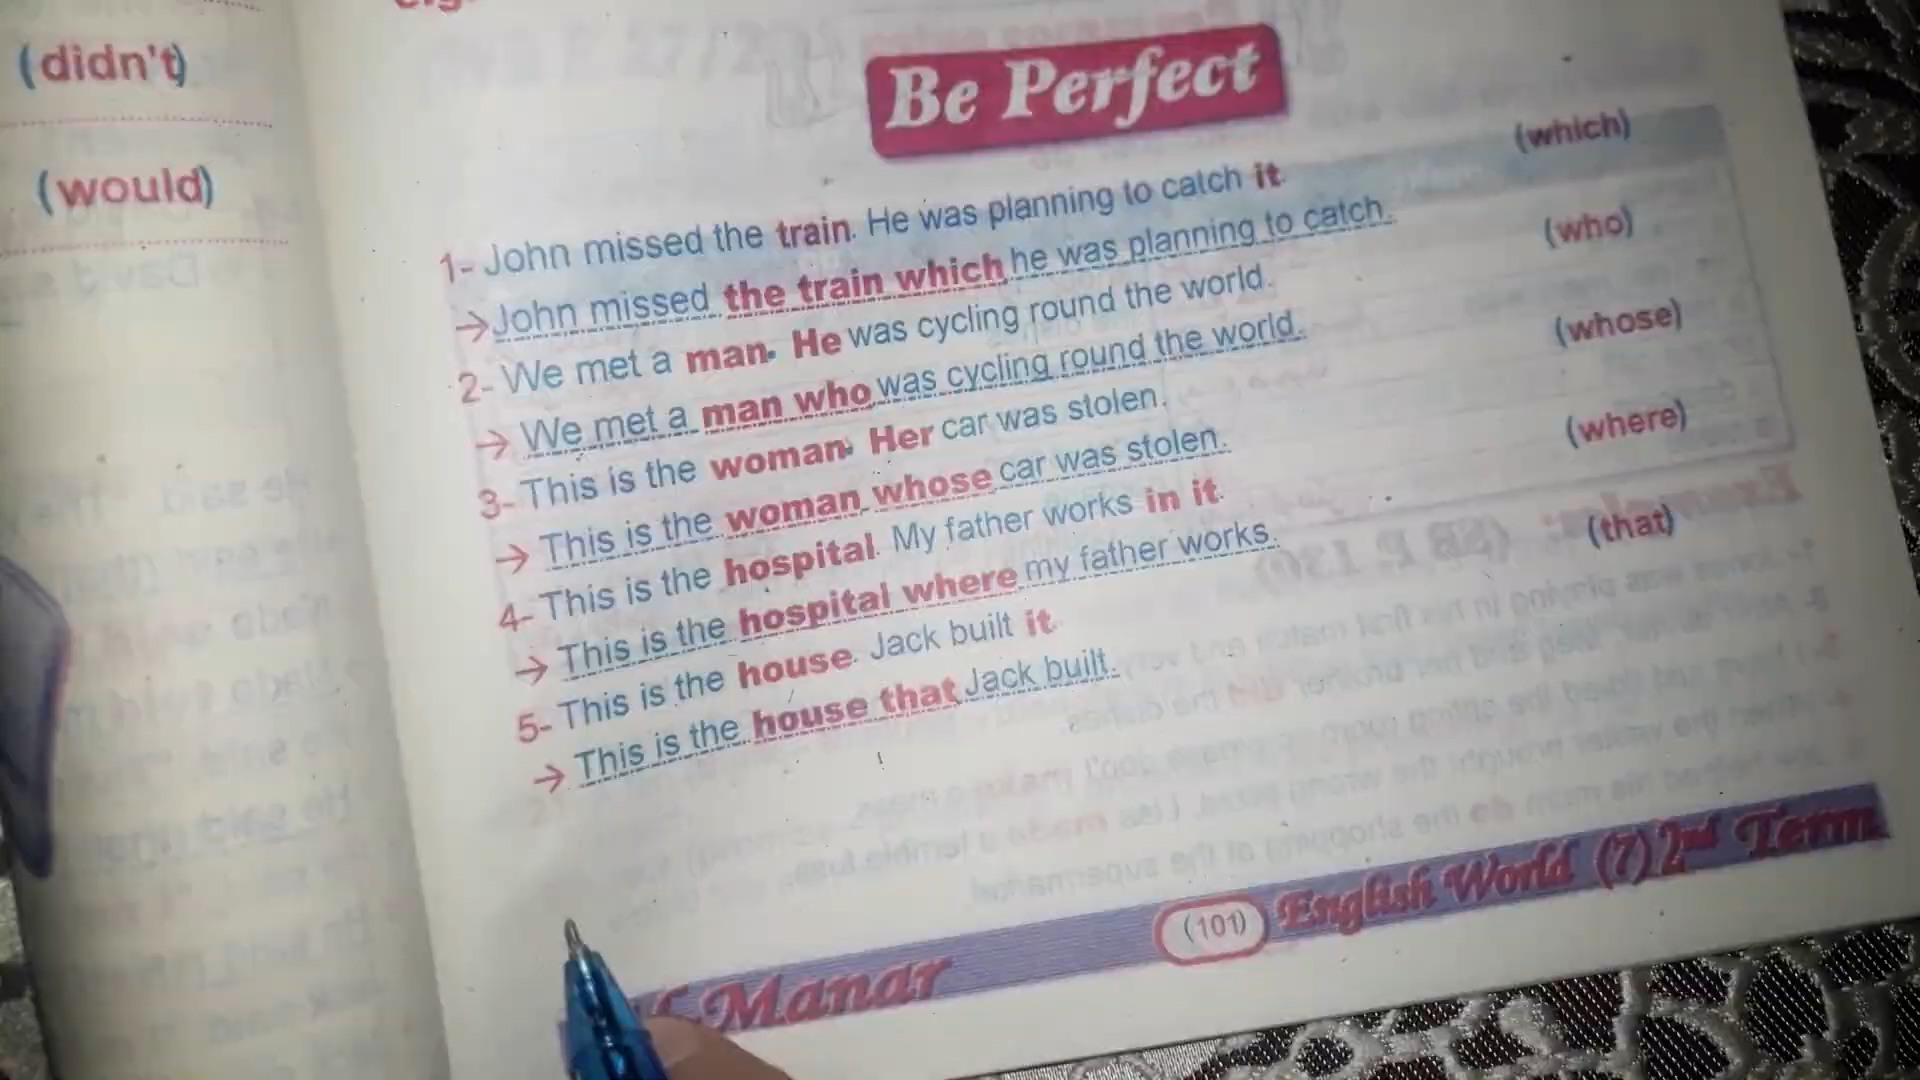 (didn't)
(would)
Be Perfect
1- John missed the train. He was planning to catch it. (which)
→ John missed the train which he was planning to catch.
2- We met a man. He was cycling round the world. (who)
→ We met a man who was cycling round the world.
3- This is the woman. Her car was stolen. (whose)
→ This is the woman whose car was stolen.
4- This is the hospital. My father works in it. (where)
→ This is the hospital where my father works.
5- This is the house. Jack built it. (that)
→ This is the house that Jack built.
Manar (101) English World (7) 2nd Term